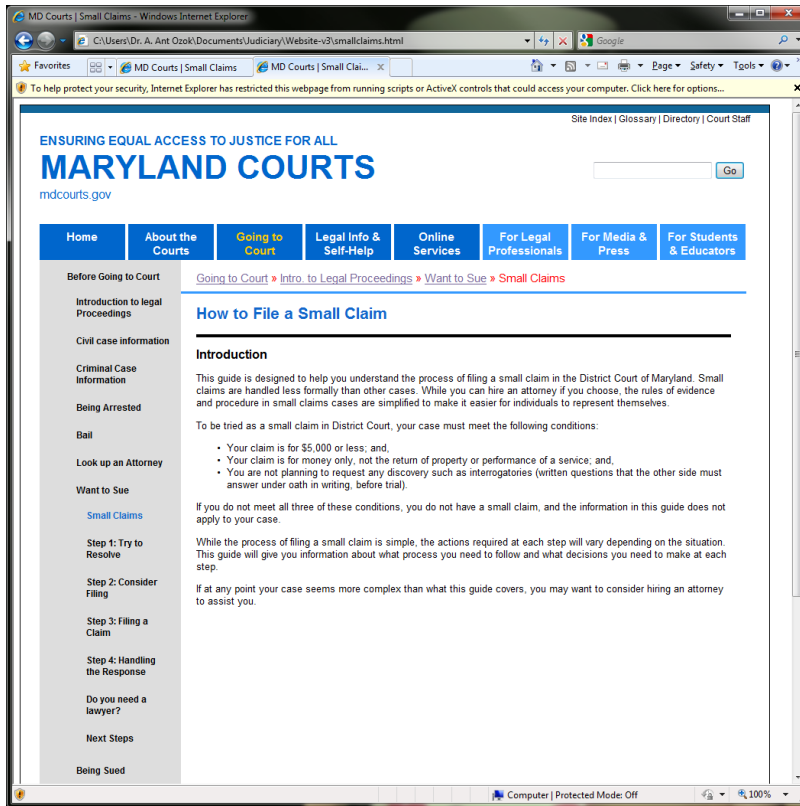 MD Courts | Small Claims - Windows Internet Explorer
C:\Users\Dr. A. Ant Ozok\Documents\Judiciary\Website-v3\smallclaims.html
Google
Favorites
MD Courts | Small Claims
MD Courts | Small Clai... X
Page
Safety
Tools
To help protect your security, Internet Explorer has restricted this webpage from running scripts or ActiveX controls that could access your computer. Click here for options...
Site Index | Glossary | Directory | Court Staff
ENSURING EQUAL ACCESS TO JUSTICE FOR ALL
MARYLAND COURTS
mdcourts.gov
Go
Home
About the
Courts
Going to
Court
Legal Info &
Self-Help
Online
Services
For Legal
Professionals
For Media &
Press
For Students
& Educators
Before Going to Court
Introduction to legal
Proceedings
Civil case information
Criminal Case
Information
Being Arrested
Bail
Look up an Attorney
Want to Sue
Small Claims
Step 1: Try to
Resolve
Step 2: Consider
Filing
Step 3: Filing a
Claim
Step 4: Handling
the Response
Do you need a
lawyer?
Next Steps
Being Sued
Going to Court » Intro. to Legal Proceedings » Want to Sue » Small Claims
How to File a Small Claim
Introduction
This guide is designed to help you understand the process of filing a small claim in the District Court of Maryland. Small
claims are handled less formally than other cases. While you can hire an attorney if you choose, the rules of evidence
and procedure in small claims cases are simplified to make it easier for individuals to represent themselves.
To be tried as a small claim in District Court, your case must meet the following conditions:
• Your claim is for $5,000 or less; and,
• Your claim is for money only, not the return of property or performance of a service; and,
• You are not planning to request any discovery such as interrogatories (written questions that the other side must
answer under oath in writing, before trial).
If you do not meet all three of these conditions, you do not have a small claim, and the information in this guide does not
apply to your case.
While the process of filing a small claim is simple, the actions required at each step will vary depending on the situation.
This guide will give you information about what process you need to follow and what decisions you need to make at each
step.
If at any point your case seems more complex than what this guide covers, you may want to consider hiring an attorney
to assist you.
Computer | Protected Mode: Off
100%